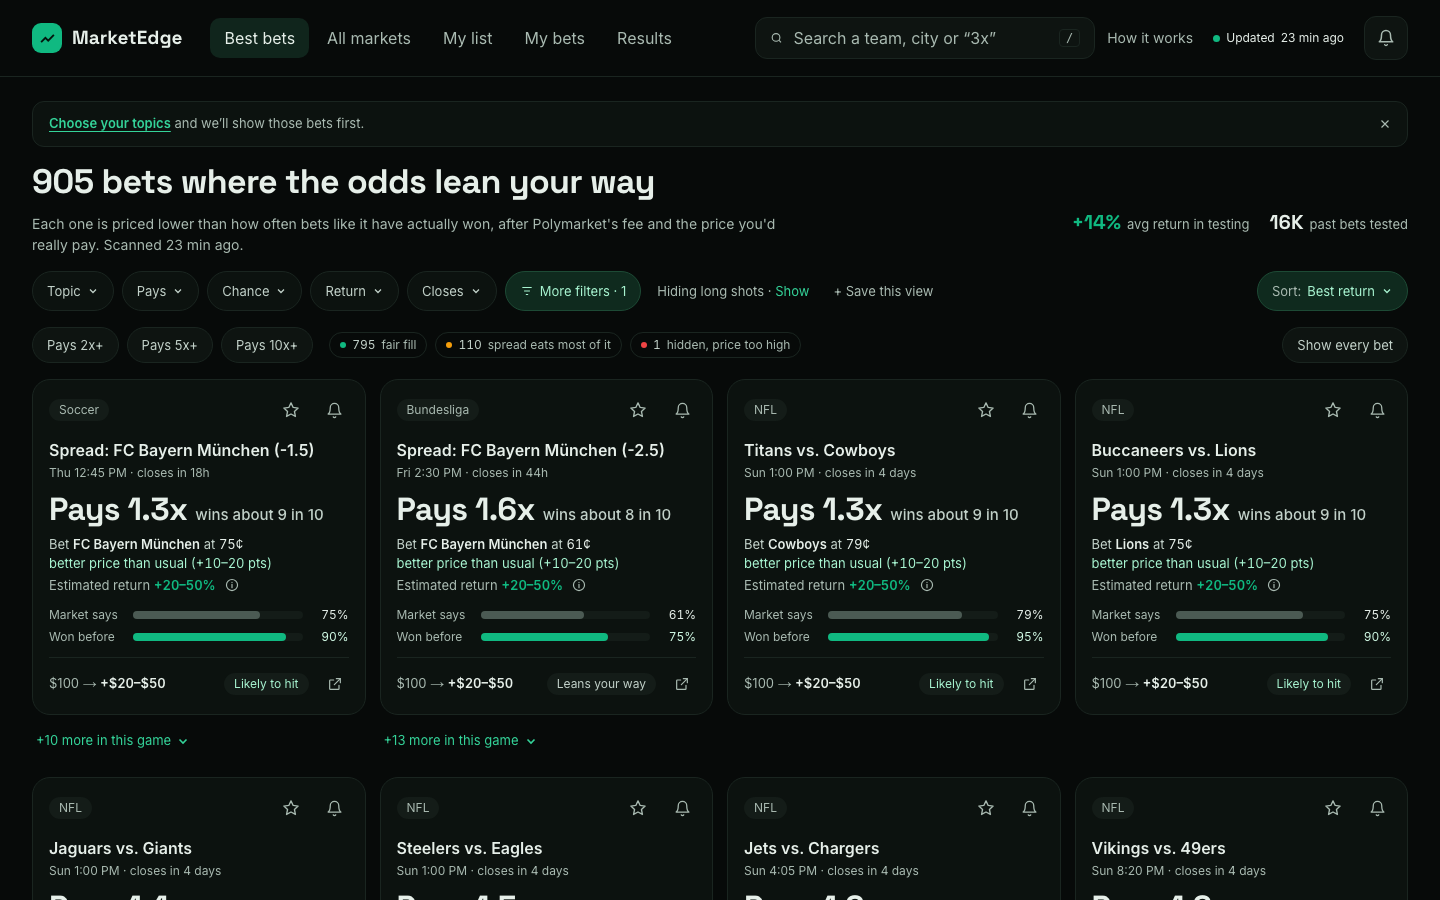 MarketEdge
Best bets
All markets
My list
My bets
Results
Search a team, city or “3x”
/
How it works
Updated 23 min ago
Choose your topics and we’ll show those bets first.
905 bets where the odds lean your way
Each one is priced lower than how often bets like it have actually won, after Polymarket's fee and the price you'd
really pay. Scanned 23 min ago.
+14% avg return in testing
16K past bets tested
Topic
Pays
Chance
Return
Closes
More filters · 1
Hiding long shots · Show
+ Save this view
Sort: Best return
Pays 2x+
Pays 5x+
Pays 10x+
795 fair fill
110 spread eats most of it
1 hidden, price too high
Show every bet
Soccer
Spread: FC Bayern München (-1.5)
Thu 12:45 PM · closes in 18h
Pays 1.3x wins about 9 in 10
Bet FC Bayern München at 75¢
better price than usual (+10–20 pts)
Estimated return +20–50%
Market says 75%
Won before 90%
$100 → +$20–$50
Likely to hit
+10 more in this game
Bundesliga
Spread: FC Bayern München (-2.5)
Fri 2:30 PM · closes in 44h
Pays 1.6x wins about 8 in 10
Bet FC Bayern München at 61¢
better price than usual (+10–20 pts)
Estimated return +20–50%
Market says 61%
Won before 75%
$100 → +$20–$50
Leans your way
+13 more in this game
NFL
Titans vs. Cowboys
Sun 1:00 PM · closes in 4 days
Pays 1.3x wins about 9 in 10
Bet Cowboys at 79¢
better price than usual (+10–20 pts)
Estimated return +20–50%
Market says 79%
Won before 95%
$100 → +$20–$50
Likely to hit
NFL
Buccaneers vs. Lions
Sun 1:00 PM · closes in 4 days
Pays 1.3x wins about 9 in 10
Bet Lions at 75¢
better price than usual (+10–20 pts)
Estimated return +20–50%
Market says 75%
Won before 90%
$100 → +$20–$50
Likely to hit
NFL
Jaguars vs. Giants
Sun 1:00 PM · closes in 4 days
NFL
Steelers vs. Eagles
Sun 1:00 PM · closes in 4 days
NFL
Jets vs. Chargers
Sun 4:05 PM · closes in 4 days
NFL
Vikings vs. 49ers
Sun 8:20 PM · closes in 4 days